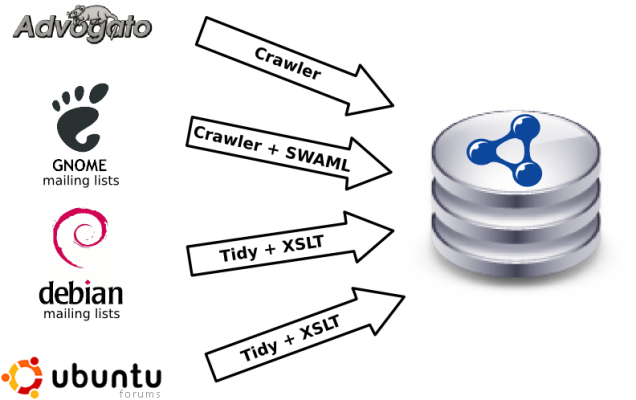 Advogato
Crawler
GNOME
mailing lists
Crawler + SWAML
debian
mailing lists
Tidy + XSLT
ubuntu
forums
Tidy + XSLT